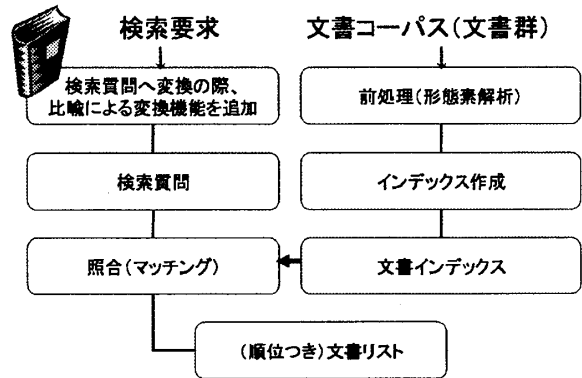 検索要求
文書コーパス(文書群)
検索質問へ変換の際、
比喩による変換機能を追加
前処理(形態素解析)
検索質問
インデックス作成
照合(マッチング)
文書インデックス
(順位つき)文書リスト